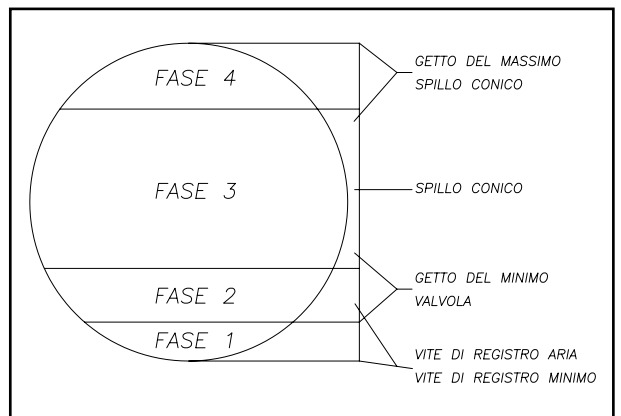 FASE 4
GETTO DEL MASSIMO
SPILLO CONICO
FASE 3
SPILLO CONICO
FASE 2
GETTO DEL MINIMO
VALVOLA
FASE 1
VITE DI REGISTRO ARIA
VITE DI REGISTRO MINIMO